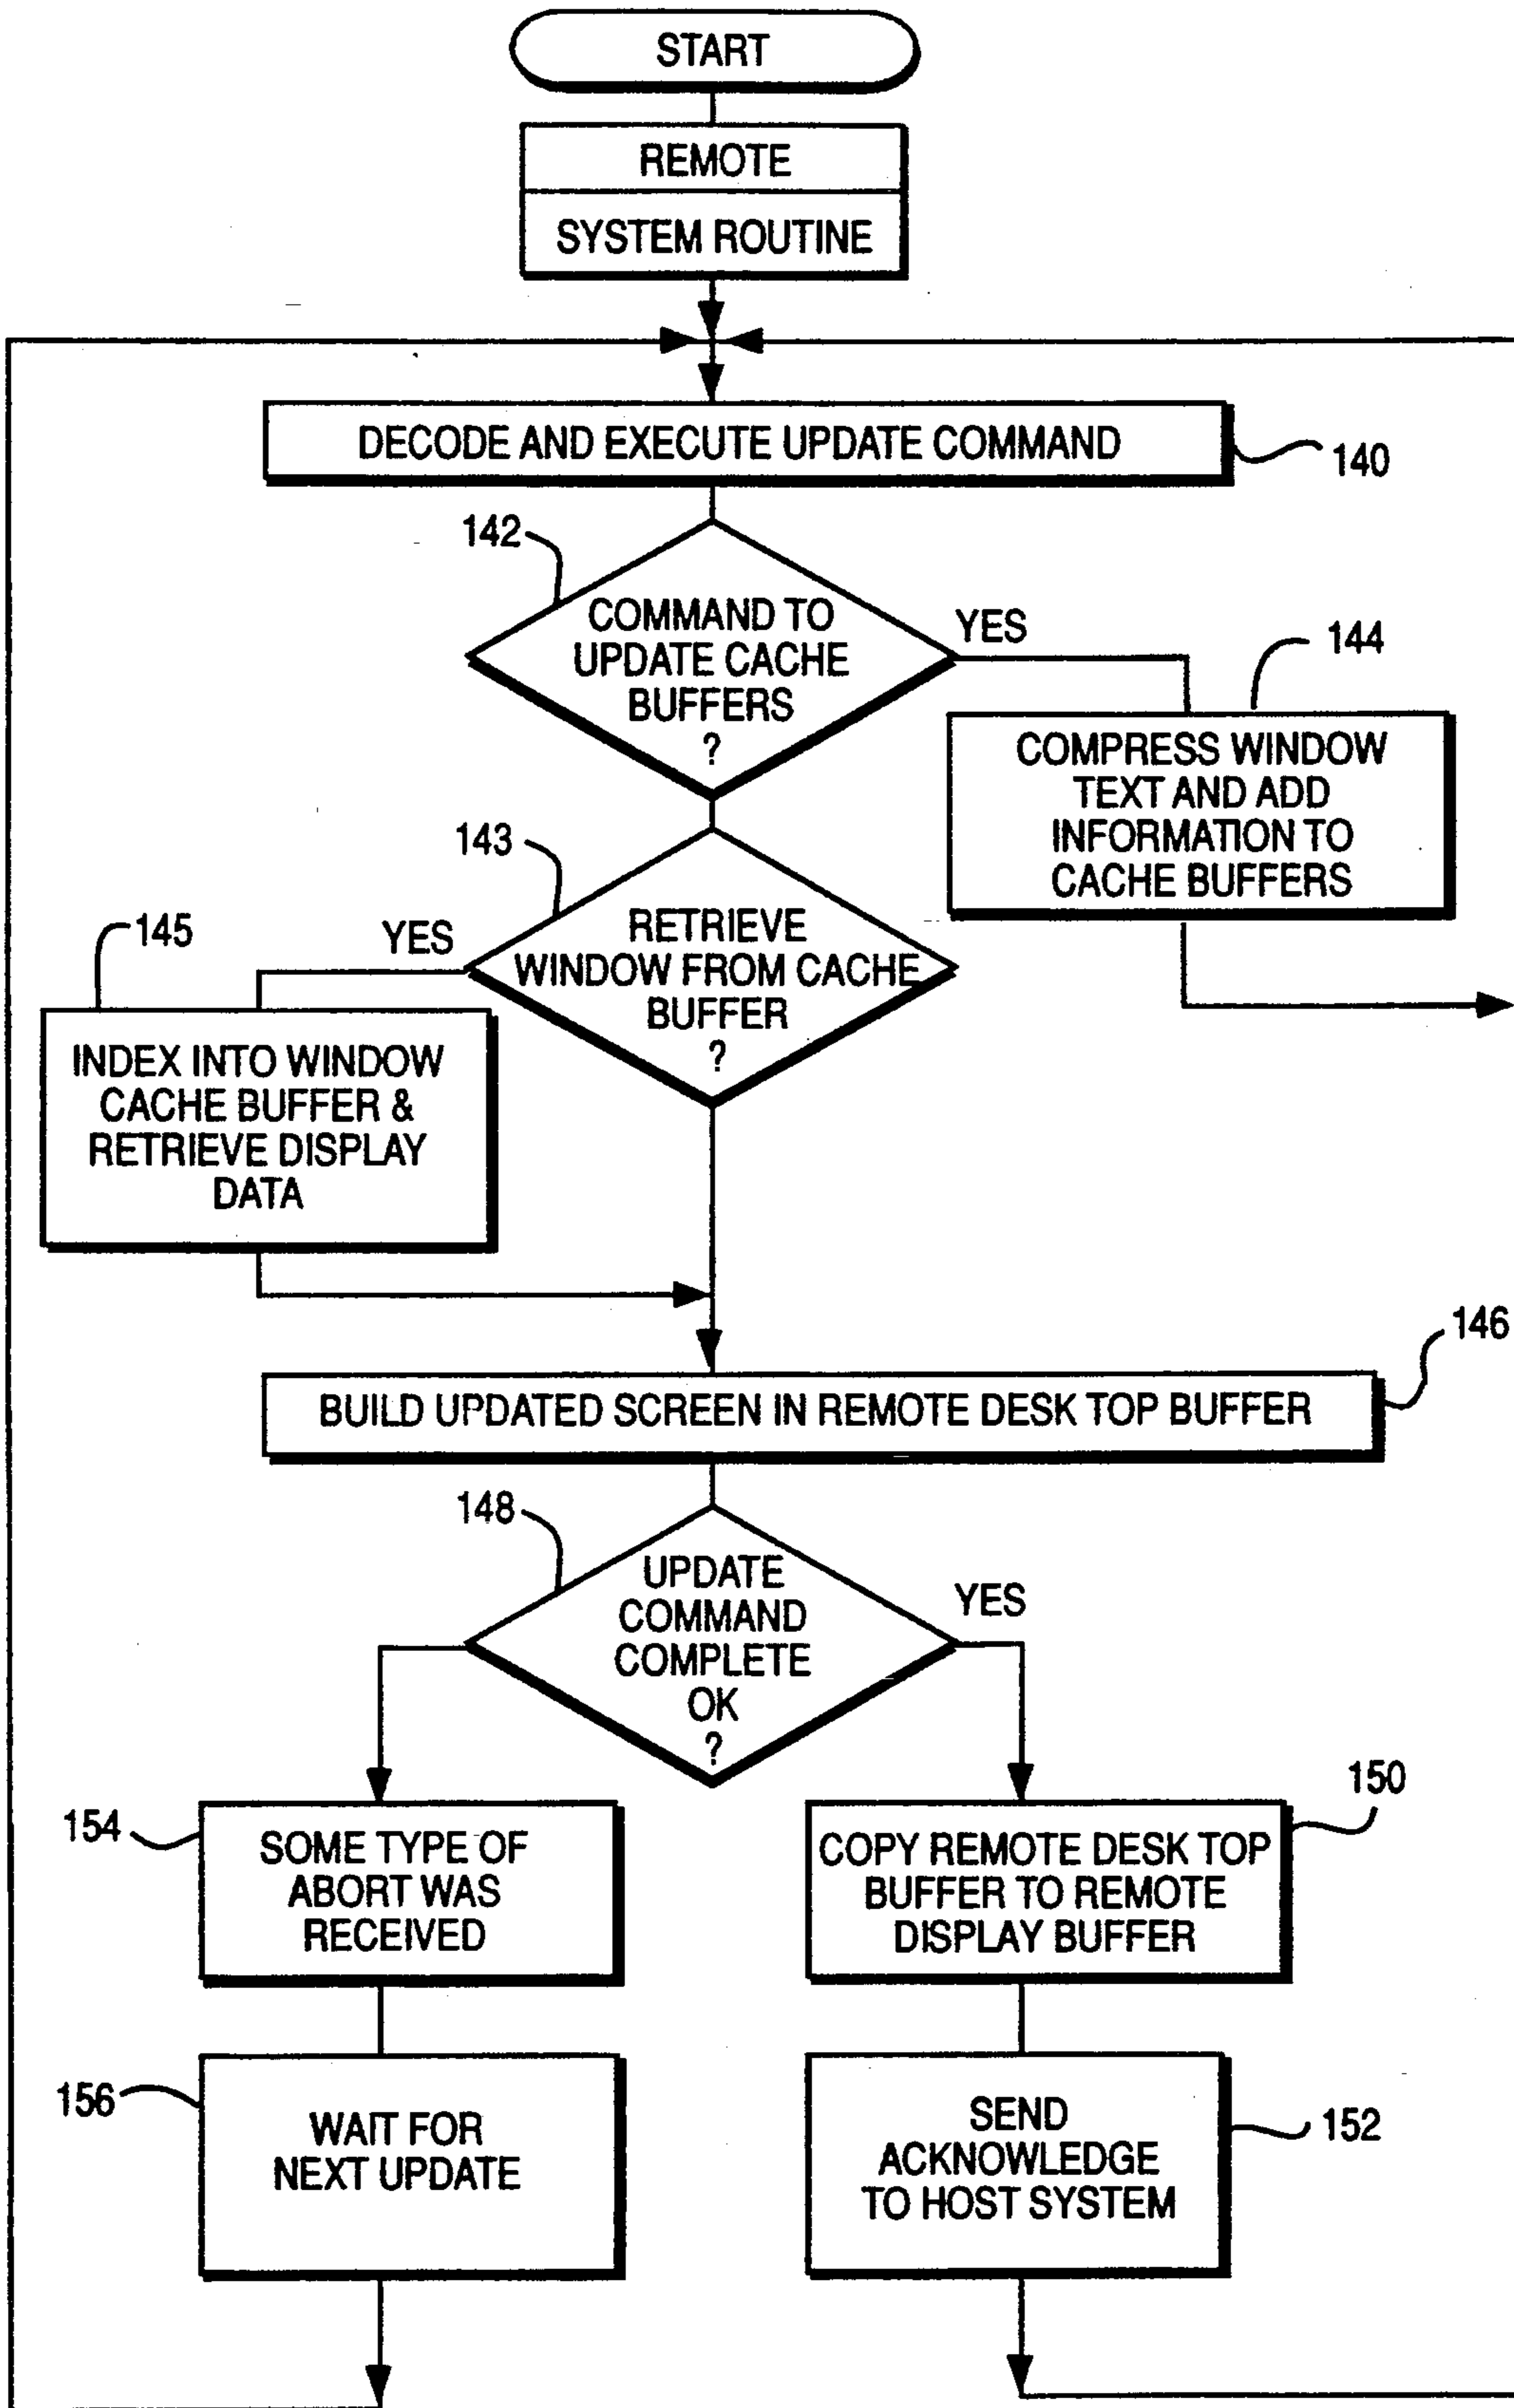 START
REMOTE
SYSTEM ROUTINE
DECODE AND EXECUTE UPDATE COMMAND
140
142
COMMAND TO
UPDATE CACHE
BUFFERS
?
YES
144
COMPRESS WINDOW
TEXT AND ADD
INFORMATION TO
CACHE BUFFERS
143
RETRIEVE
WINDOW FROM CACHE
BUFFER
?
YES
145
INDEX INTO WINDOW
CACHE BUFFER &
RETRIEVE DISPLAY
DATA
146
BUILD UPDATED SCREEN IN REMOTE DESK TOP BUFFER
148
UPDATE
COMMAND
COMPLETE
OK
?
YES
154
SOME TYPE OF
ABORT WAS
RECEIVED
150
COPY REMOTE DESK TOP
BUFFER TO REMOTE
DISPLAY BUFFER
156
WAIT FOR
NEXT UPDATE
SEND
ACKNOWLEDGE
TO HOST SYSTEM
152